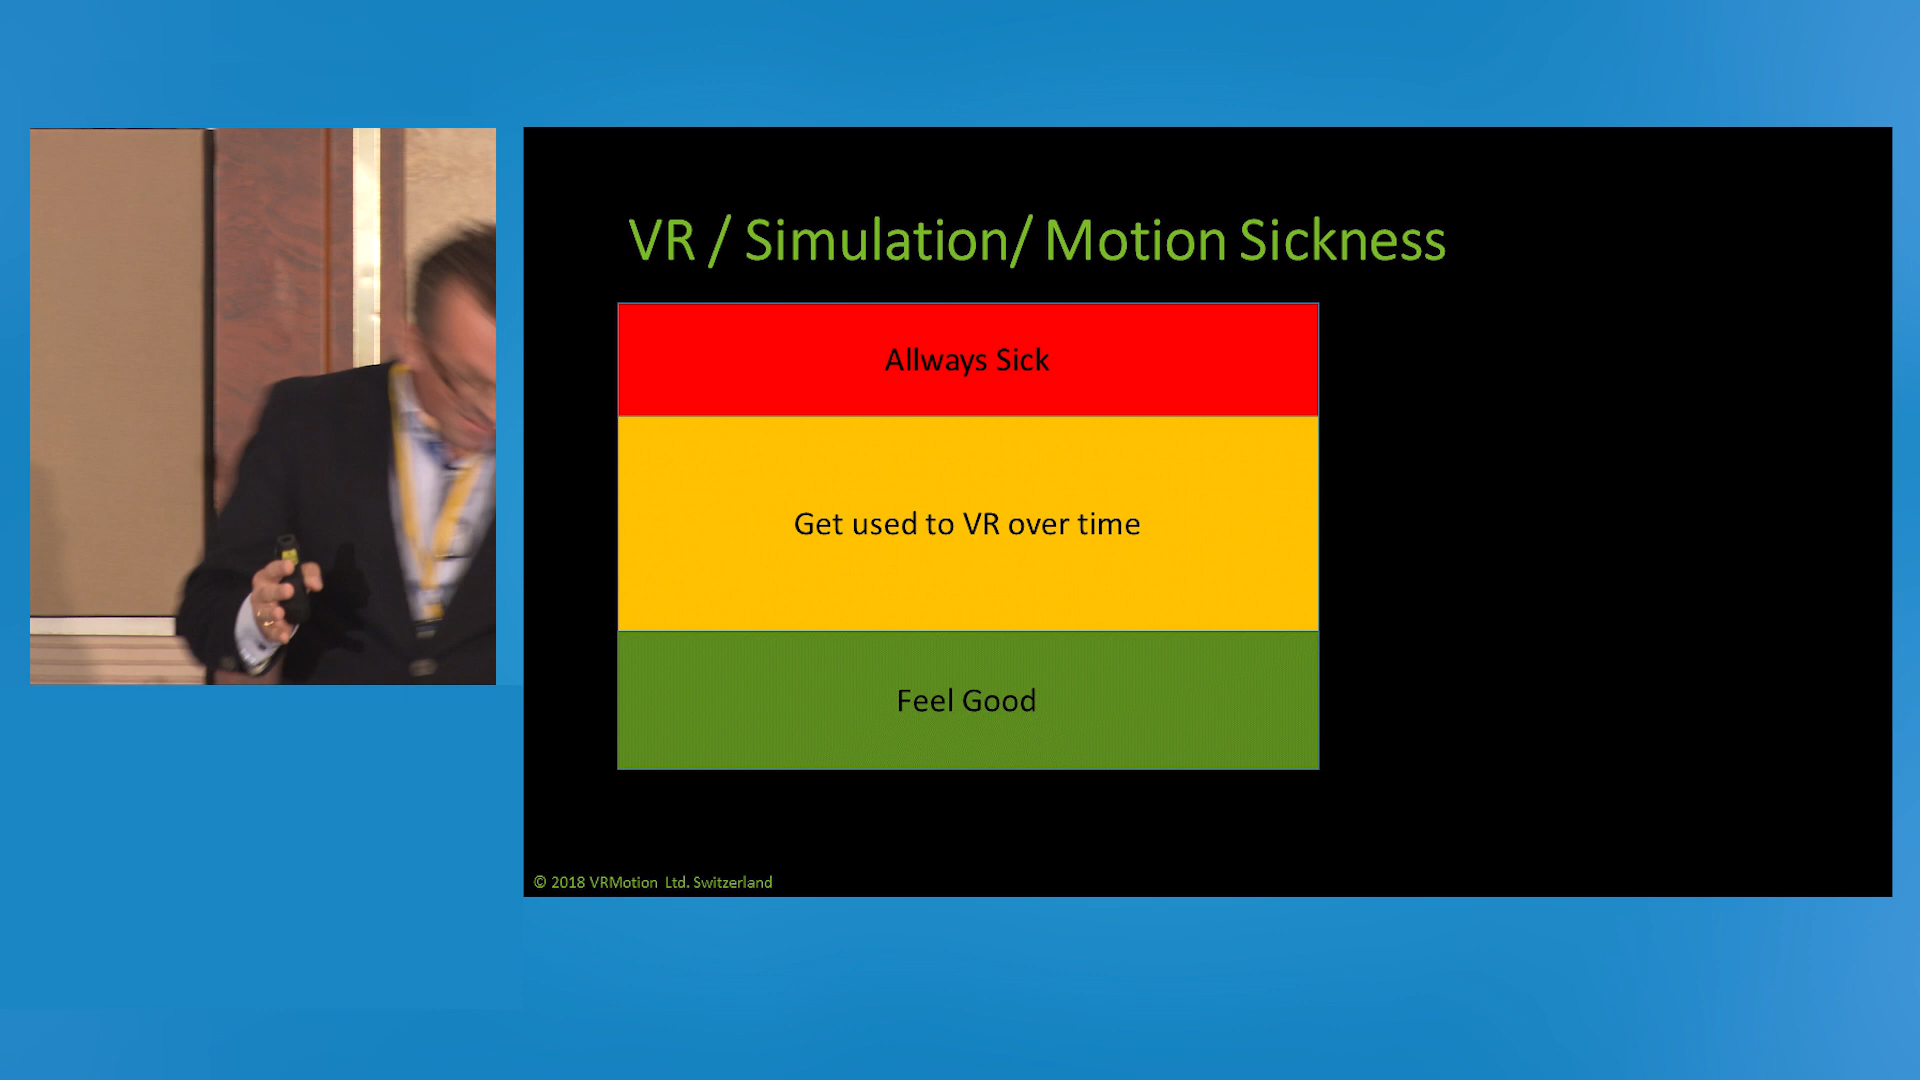 VR / Simulation/ Motion Sickness
Allways Sick
Get used to VR over time
Feel Good
© 2018 VRMotion Ltd. Switzerland